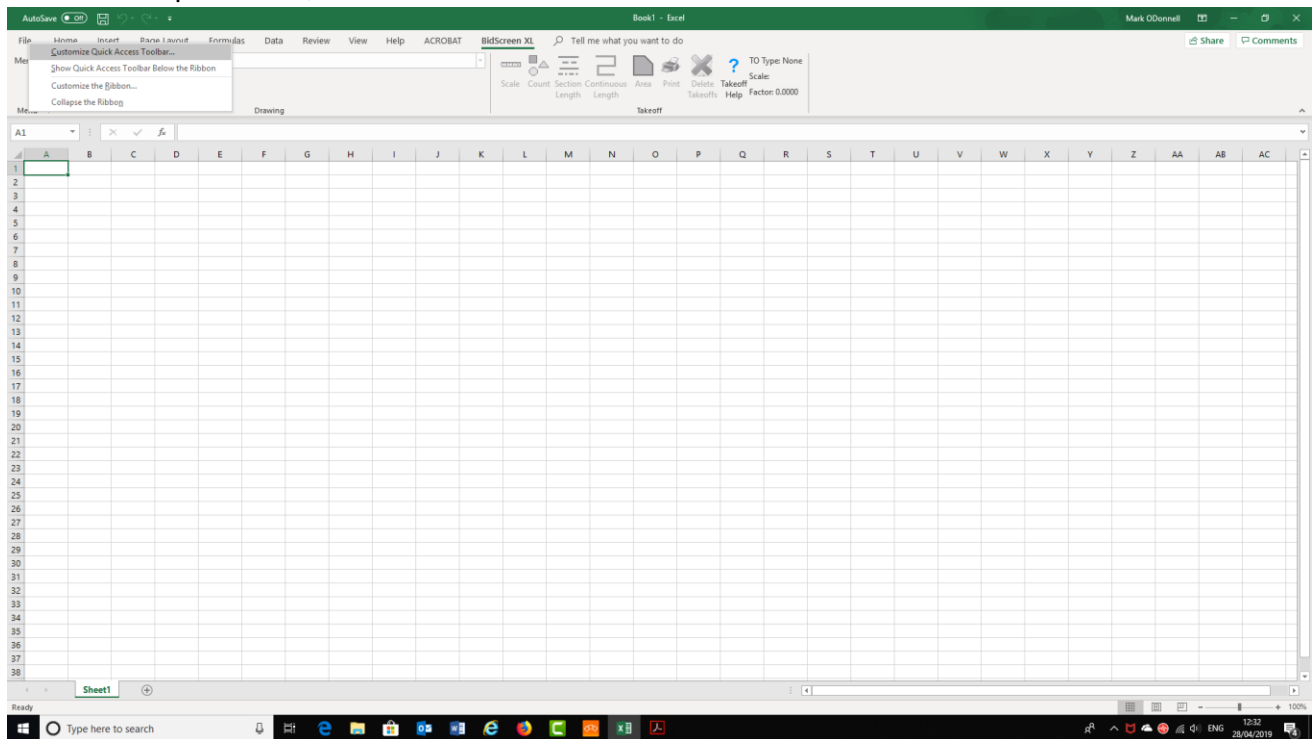 AutoSave Off Book1 - Excel Mark ODonnell
File Home Insert Page Layout Formulas Data Review View Help ACROBAT BidScreen XL Tell me what you want to do Share Comments
Customize Quick Access Toolbar...
Show Quick Access Toolbar Below the Ribbon
Customize the Ribbon...
Collapse the Ribbon
Scale Count Section Length Continuous Length Area Print Delete Takeoffs Takeoff Help
TO Type: None
Scale:
Factor: 0.0000
Drawing Takeoff
A1 fx
A B C D E F G H I J K L M N O P Q R S T U V W X Y Z AA AB AC
1
2
3
4
5
6
7
8
9
10
11
12
13
14
15
16
17
18
19
20
21
22
23
24
25
26
27
28
29
30
31
32
33
34
35
36
37
38
Sheet1
Ready 100%
Type here to search ENG 12:32
28/04/2019